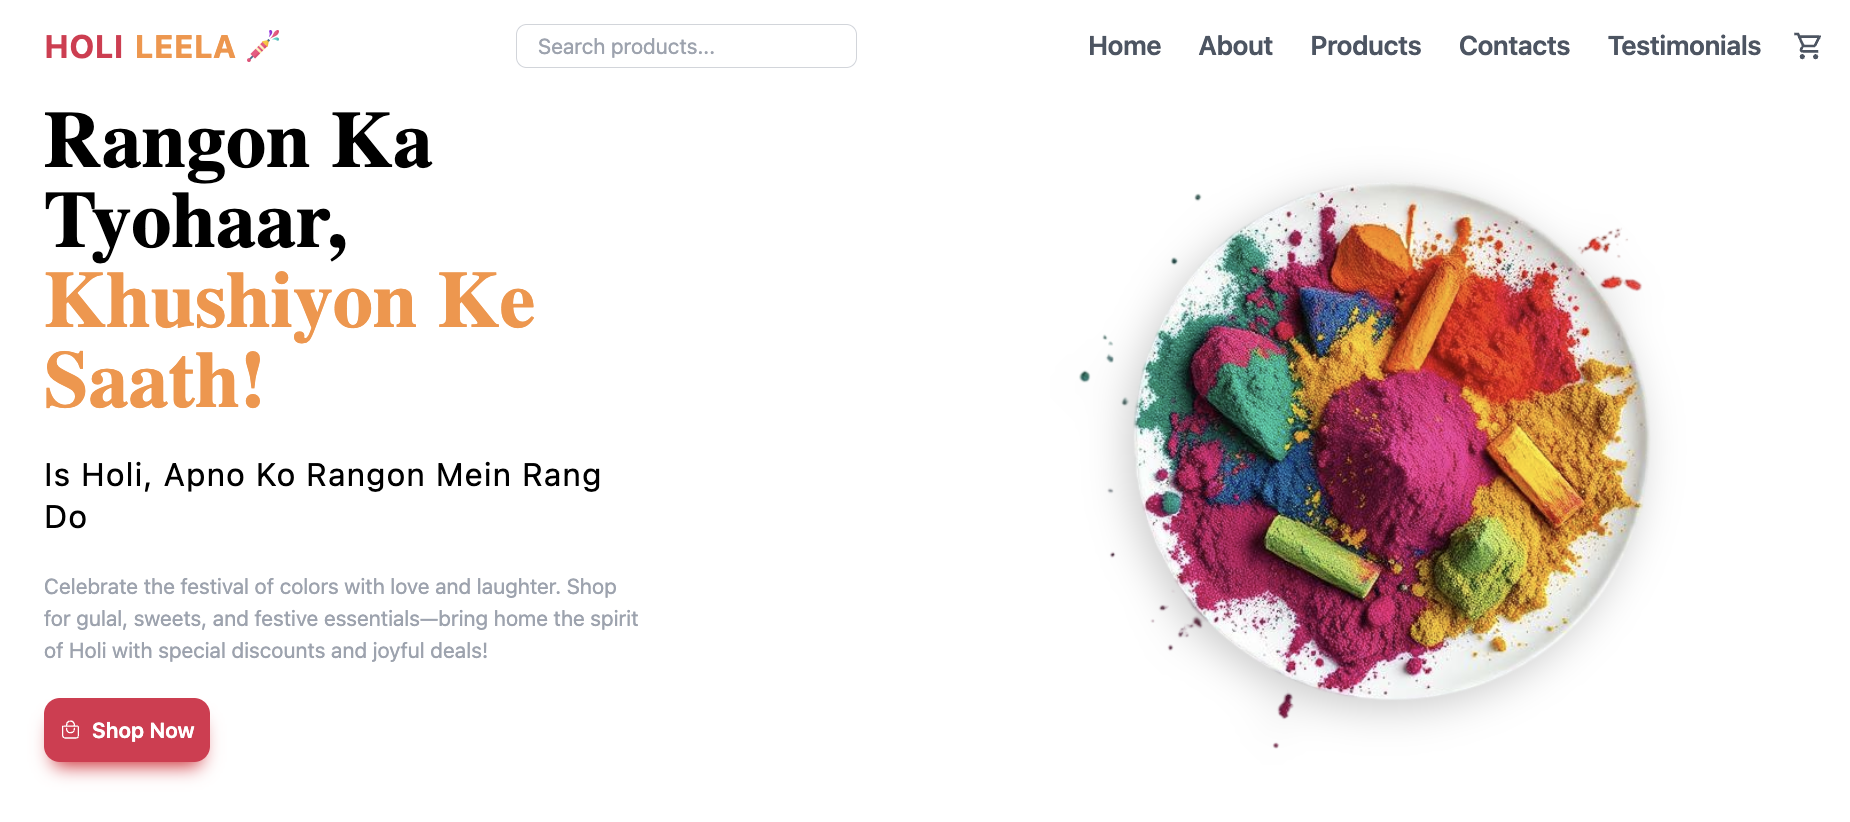 HOLI LEELA
Search products...
Home About Products Contacts Testimonials
Rangon Ka
Tyohaar,
Khushiyon Ke
Saath!
Is Holi, Apno Ko Rangon Mein Rang
Do
Celebrate the festival of colors with love and laughter. Shop
for gulal, sweets, and festive essentials—bring home the spirit
of Holi with special discounts and joyful deals!
Shop Now